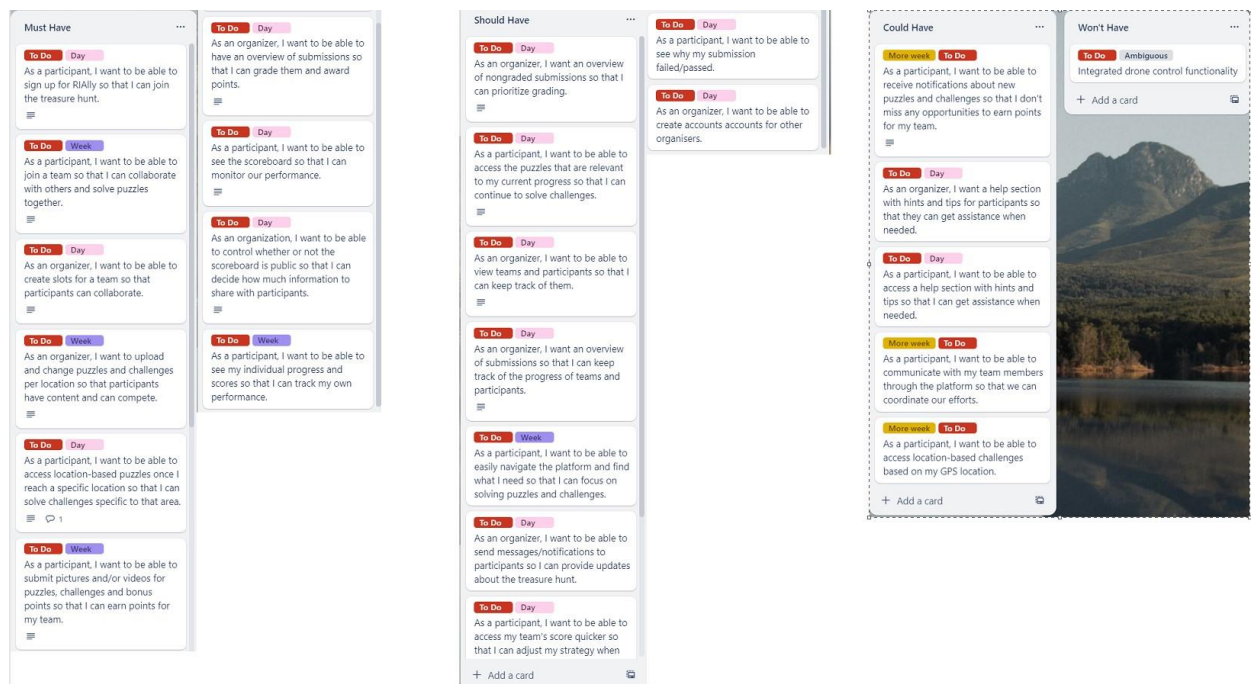 Must Have
To Do Day
As a participant, I want to be able to
sign up for RIAlly so that I can join
the treasure hunt.
To Do Week
As a participant, I want to be able to
join a team so that I can collaborate
with others and solve puzzles
together.
To Do Day
As an organizer, I want to be able to
create slots for a team so that
participants can collaborate.
To Do Week
As an organizer, I want to upload
and change puzzles and challenges
per location so that participants
have content and can compete.
To Do Day
As a participant, I want to be able to
access location-based puzzles once I
reach a specific location so that I can
solve challenges specific to that area.
1
To Do Week
As a participant, I want to be able to
submit pictures and/or videos for
puzzles, challenges and bonus
points so that I can earn points for
my team.
To Do Day
As an organizer, I want to be able to
have an overview of submissions so
that I can grade them and award
points.
To Do Day
As a participant, I want to be able to
see the scoreboard so that I can
monitor our performance.
To Do Day
As an organization, I want to be able
to control whether or not the
scoreboard is public so that I can
decide how much information to
share with participants.
To Do Week
As a participant, I want to be able to
see my individual progress and
scores so that I can track my own
performance.
Should Have
To Do Day
As an organizer, I want an overview
of nongraded submissions so that I
can prioritize grading.
To Do Day
As a participant, I want to be able to
access the puzzles that are relevant
to my current progress so that I can
continue to solve challenges.
To Do Day
As an organizer, I want to be able to
view teams and participants so that I
can keep track of them.
To Do Day
As an organizer, I want an overview
of submissions so that I can keep
track of the progress of teams and
participants.
To Do Week
As a participant, I want to be able to
easily navigate the platform and find
what I need so that I can focus on
solving puzzles and challenges.
To Do Day
As an organizer, I want to be able to
send messages/notifications to
participants so I can provide updates
about the treasure hunt.
To Do Day
As a participant, I want to be able to
access my team's score quicker so
that I can adjust my strategy when
+ Add a card
To Do Day
As a participant, I want to be able to
see why my submission
failed/passed.
To Do Day
As an organizer, I want to be able to
create accounts accounts for other
organisers.
Could Have
More week To Do
As a participant, I want to be able to
receive notifications about new
puzzles and challenges so that I don't
miss any opportunities to earn points
for my team.
To Do Day
As an organizer, I want a help section
with hints and tips for participants so
that they can get assistance when
needed.
To Do Day
As a participant, I want to be able to
access a help section with hints and
tips so that I can get assistance when
needed.
More week To Do
As a participant, I want to be able to
communicate with my team members
through the platform so that we can
coordinate our efforts.
More week To Do
As a participant, I want to be able to
access location-based challenges
based on my GPS location.
+ Add a card
Won't Have
To Do Ambiguous
Integrated drone control functionality
+ Add a card